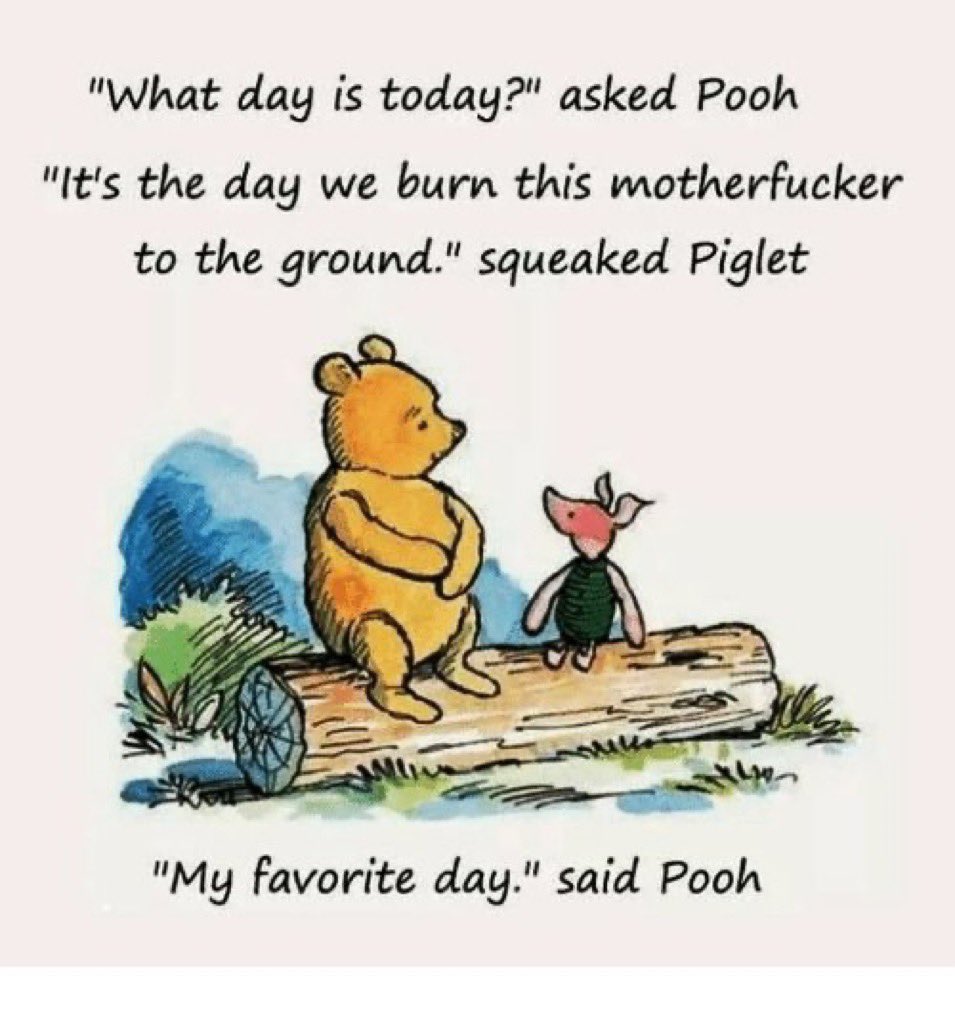 "What day is today?" asked Pooh
"It's the day we burn this motherfucker
to the ground." squeaked Piglet
"My favorite day." said Pooh